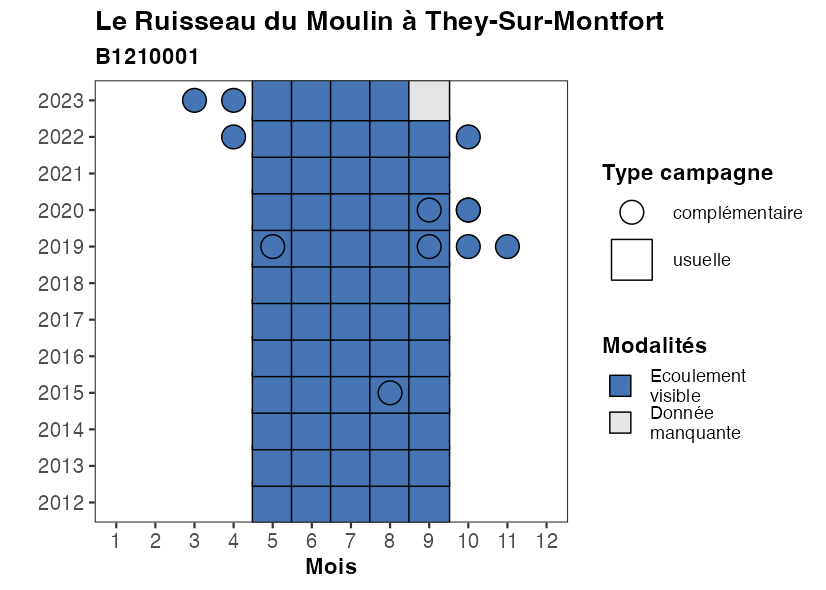 Le Ruisseau du Moulin à They-Sur-Montfort
B1210001
2023
2022
2021
2020
2019
2018
2017
2016
2015
2014
2013
2012
1 2 3 4 5 6 7 8 9 10 11 12
Mois
Type campagne
complémentaire
usuelle
Modalités
Ecoulement
visible
Donnée
manquante